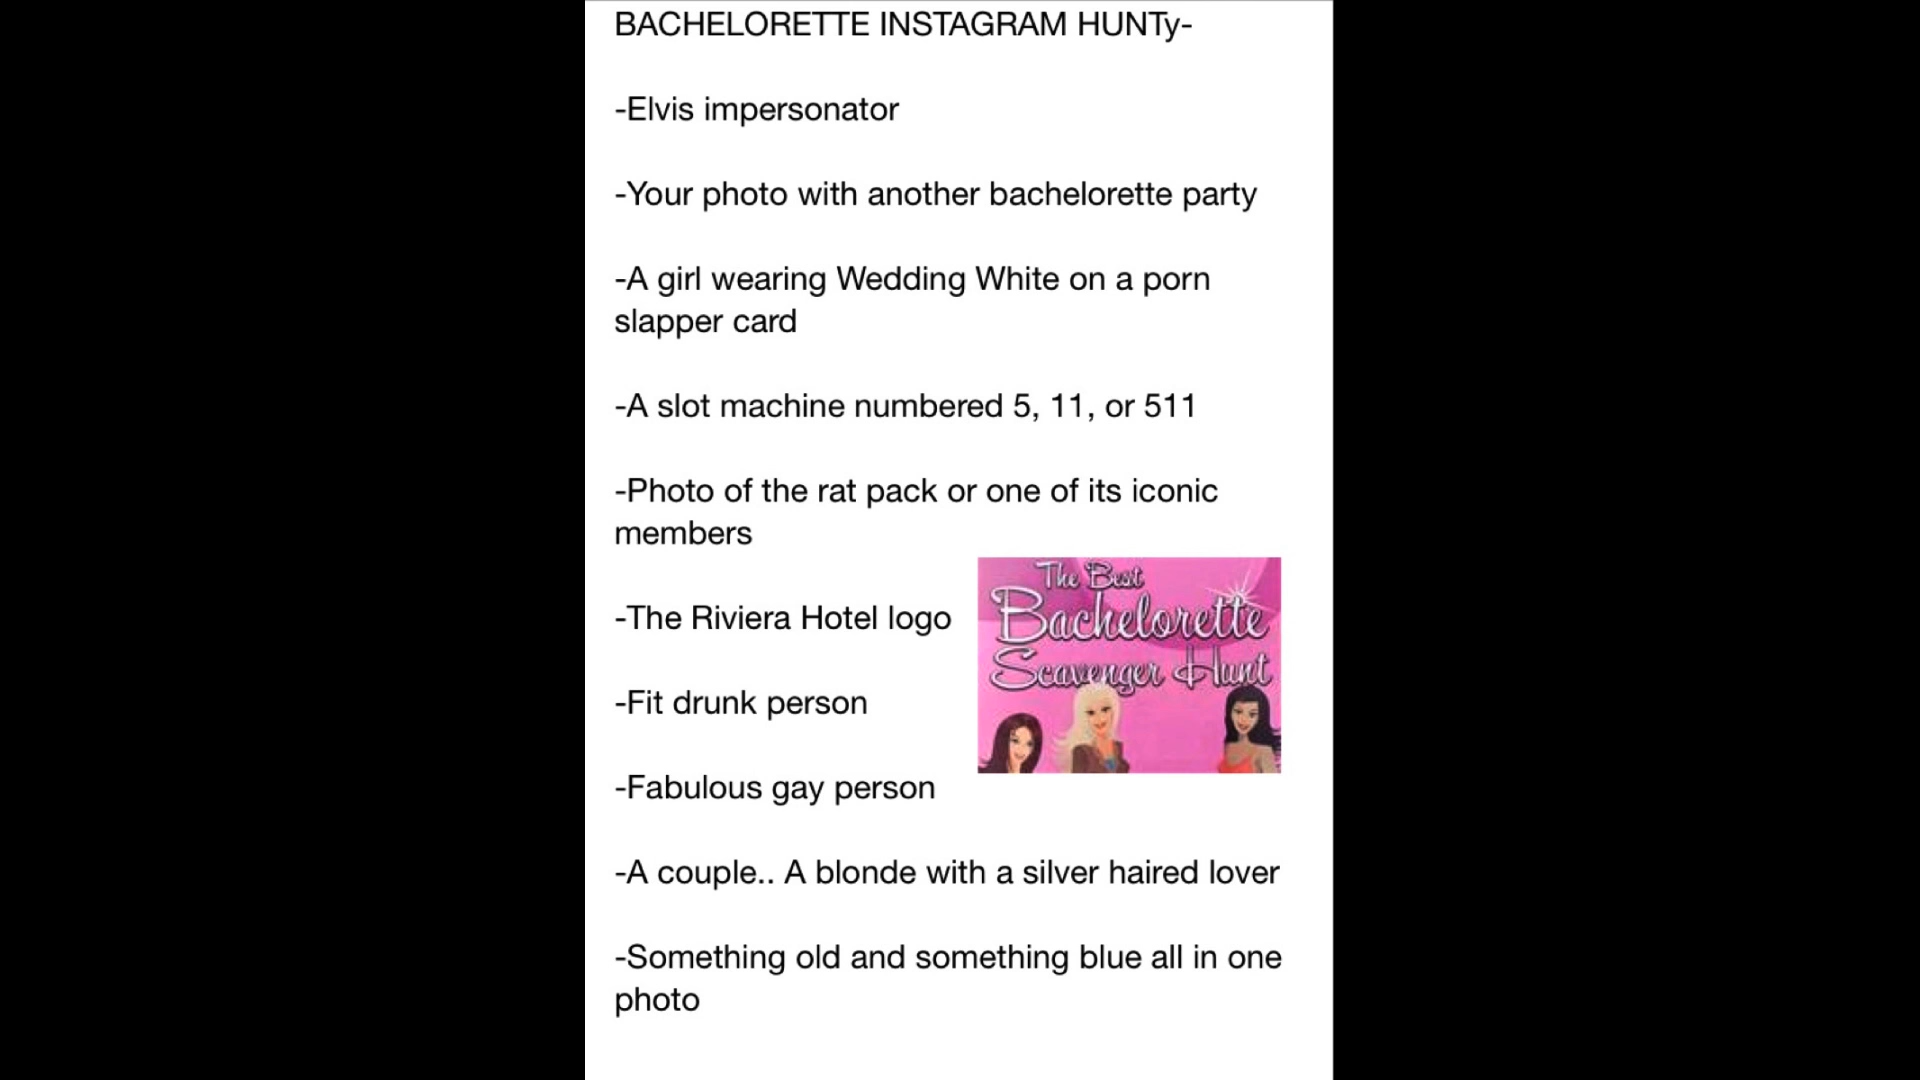 BACHELORETTE INSTAGRAM HUNTy-
-Elvis impersonator
-Your photo with another bachelorette party
-A girl wearing Wedding White on a porn
slapper card
-A slot machine numbered 5, 11, or 511
-Photo of the rat pack or one of its iconic
members
-The Riviera Hotel logo
The Best
Bachelorette
Scavenger Hunt
-Fit drunk person
-Fabulous gay person
-A couple.. A blonde with a silver haired lover
-Something old and something blue all in one
photo